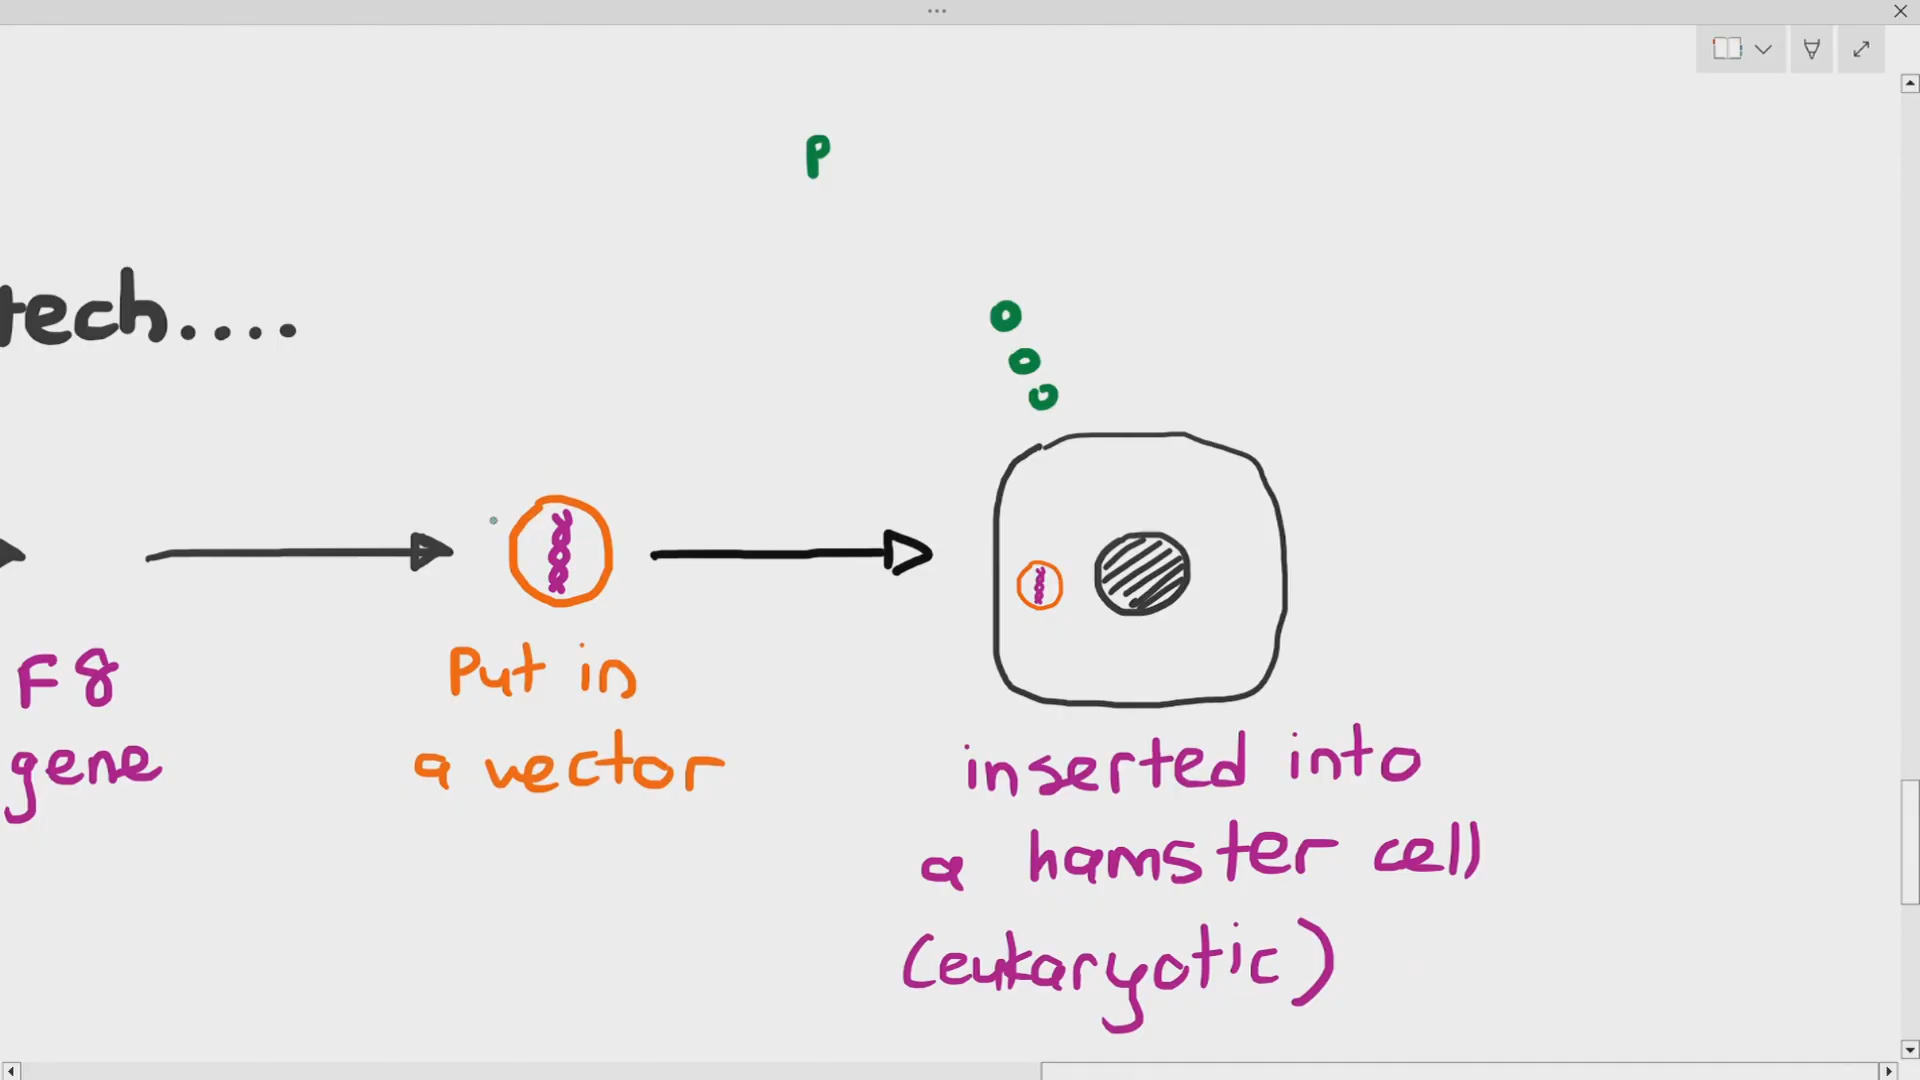 P
tech....
F8
gene
Put in
a vector
inserted into
a hamster cell
(eukaryotic)